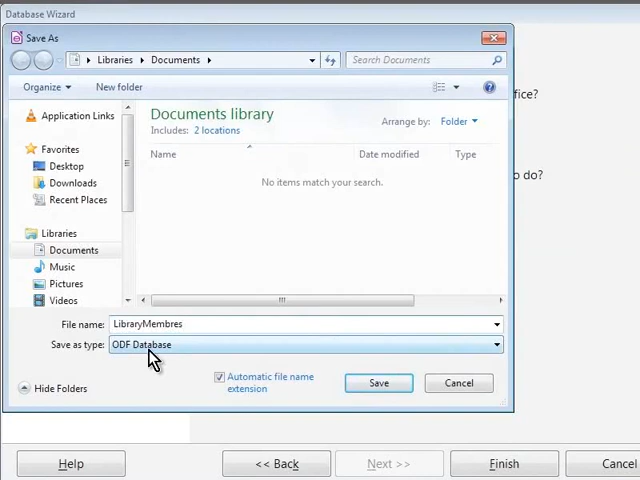 Database Wizard
Save As
Libraries Documents
Search Documents
Organize
New folder
Application Links
Favorites
Desktop
Downloads
Recent Places
Libraries
Documents
Music
Pictures
Videos
Documents library
Includes: 2 locations
Arrange by: Folder
Name Date modified Type
No items match your search.
File name: LibraryMembres
Save as type: ODF Database
Hide Folders
Automatic file name
extension
Save
Cancel
fice?
o do?
Help
<< Back
Next >>
Finish
Cancel